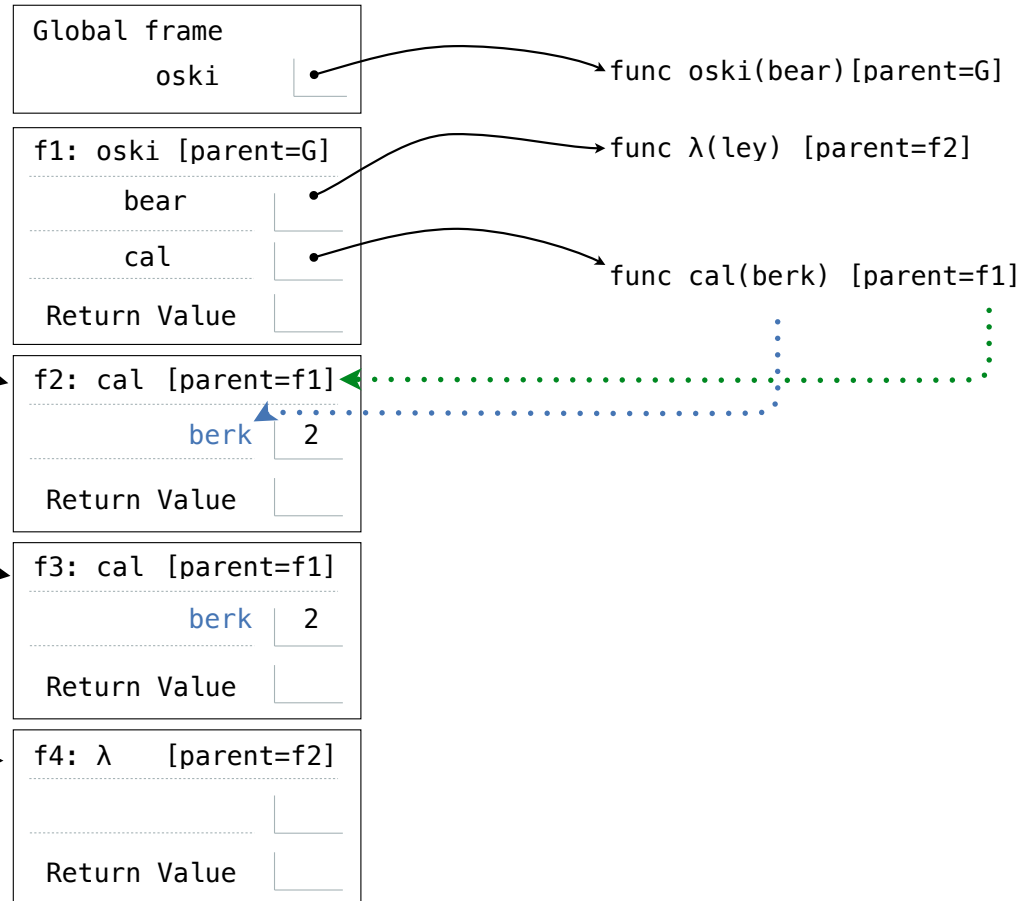 Global frame
oski
func oski(bear)[parent=G]
f1: oski [parent=G]
func λ(ley) [parent=f2]
bear
cal
func cal(berk) [parent=f1]
Return Value
f2: cal [parent=f1]
berk 2
Return Value
f3: cal [parent=f1]
berk 2
Return Value
f4: λ [parent=f2]
Return Value